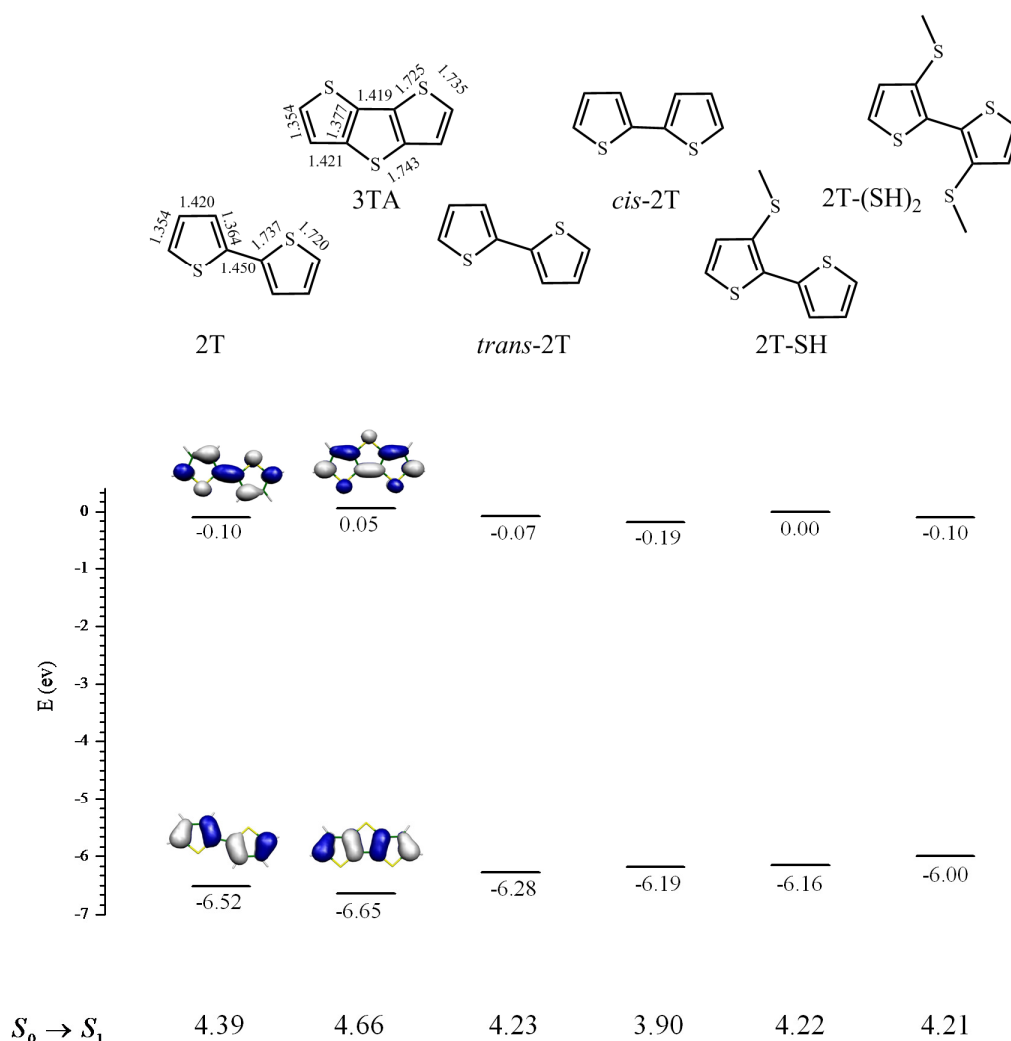 S
S
S
1.419
1.725
1.735
1.354
1.377
1.421
1.743
3TA
S
S
cis-2T
S
S
S
S
2T-(SH)2
1.420
1.354
1.364
1.737
1.720
1.450
S
S
2T
S
S
trans-2T
S
S
S
2T-SH
E (ev)
0
-1
-2
-3
-4
-5
-6
-7
-0.10
0.05
-0.07
-0.19
0.00
-0.10
-6.52
-6.65
-6.28
-6.19
-6.16
-6.00
S0 → S1 4.39 4.66 4.23 3.90 4.22 4.21